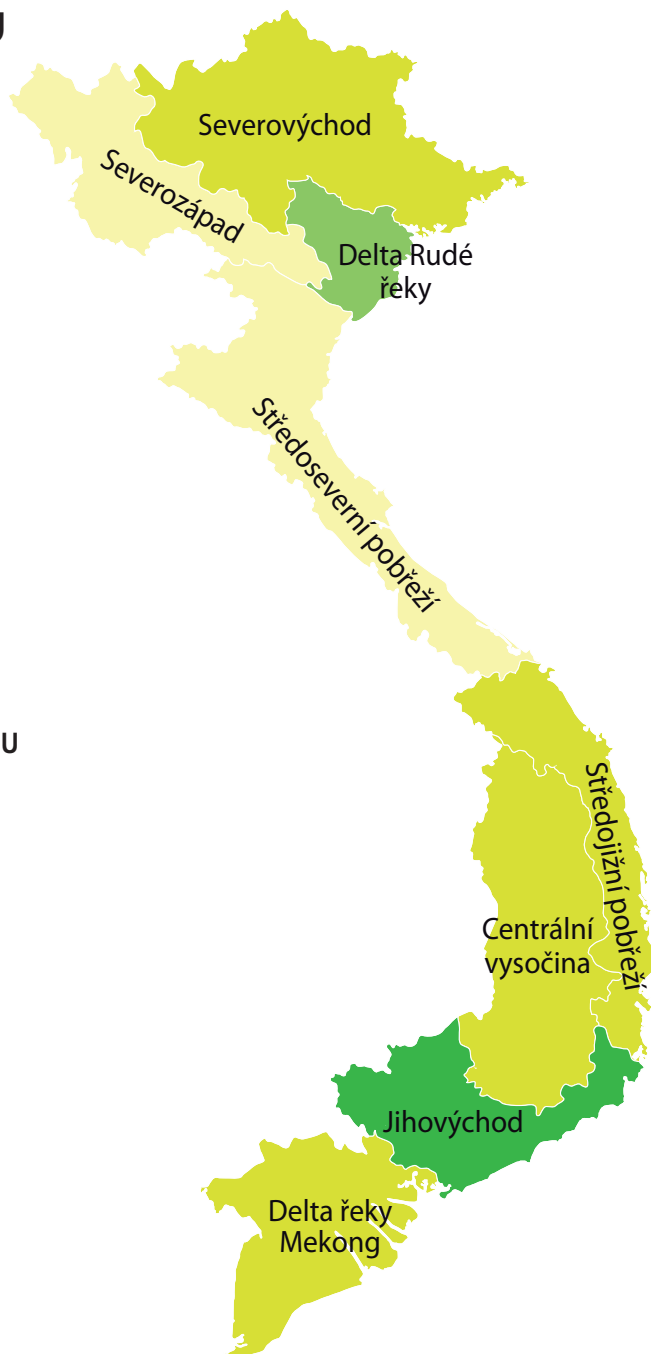 U
Severovýchod
Severozápad
Delta Rudé
řeky
Středoseverní pobřeží
U
Středojižní pobřeží
Centrální
vysočina
Jihovýchod
Delta řeky
Mekong